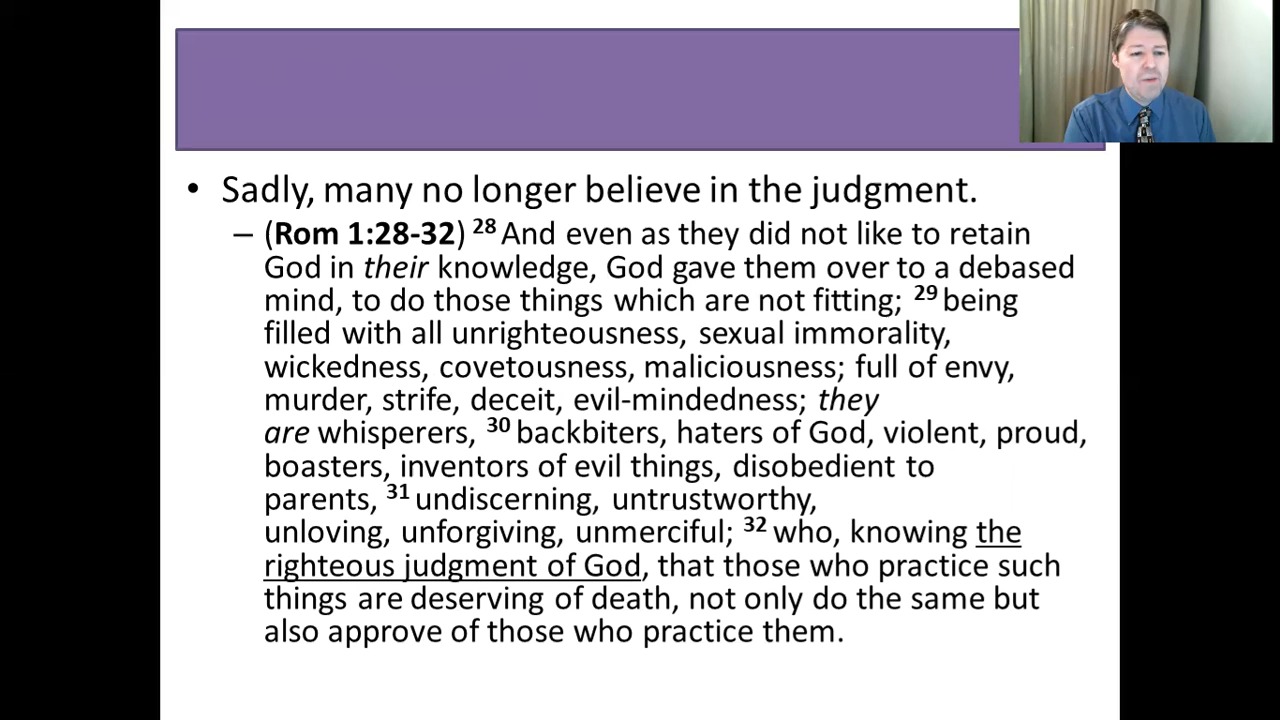 • Sadly, many no longer believe in the judgment.
– (Rom 1:28-32) 28 And even as they did not like to retain
God in their knowledge, God gave them over to a debased
mind, to do those things which are not fitting; 29 being
filled with all unrighteousness, sexual immorality,
wickedness, covetousness, maliciousness; full of envy,
murder, strife, deceit, evil-mindedness; they
are whisperers, 30 backbiters, haters of God, violent, proud,
boasters, inventors of evil things, disobedient to
parents, 31 undiscerning, untrustworthy,
unloving, unforgiving, unmerciful; 32 who, knowing the
righteous judgment of God, that those who practice such
things are deserving of death, not only do the same but
also approve of those who practice them.